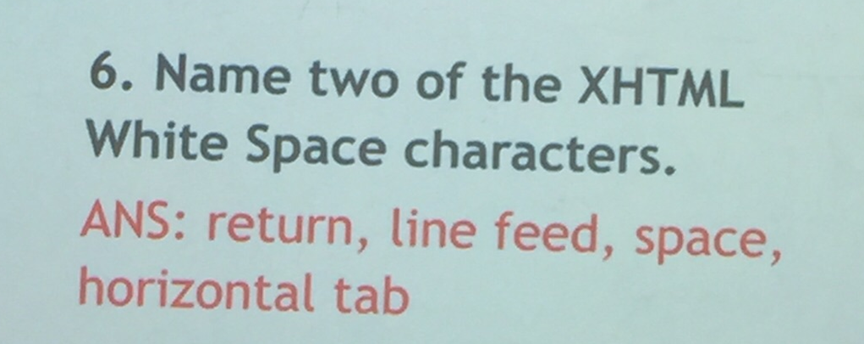 6. Name two of the XHTML
White Space characters.
ANS: return, line feed, space,
horizontal tab